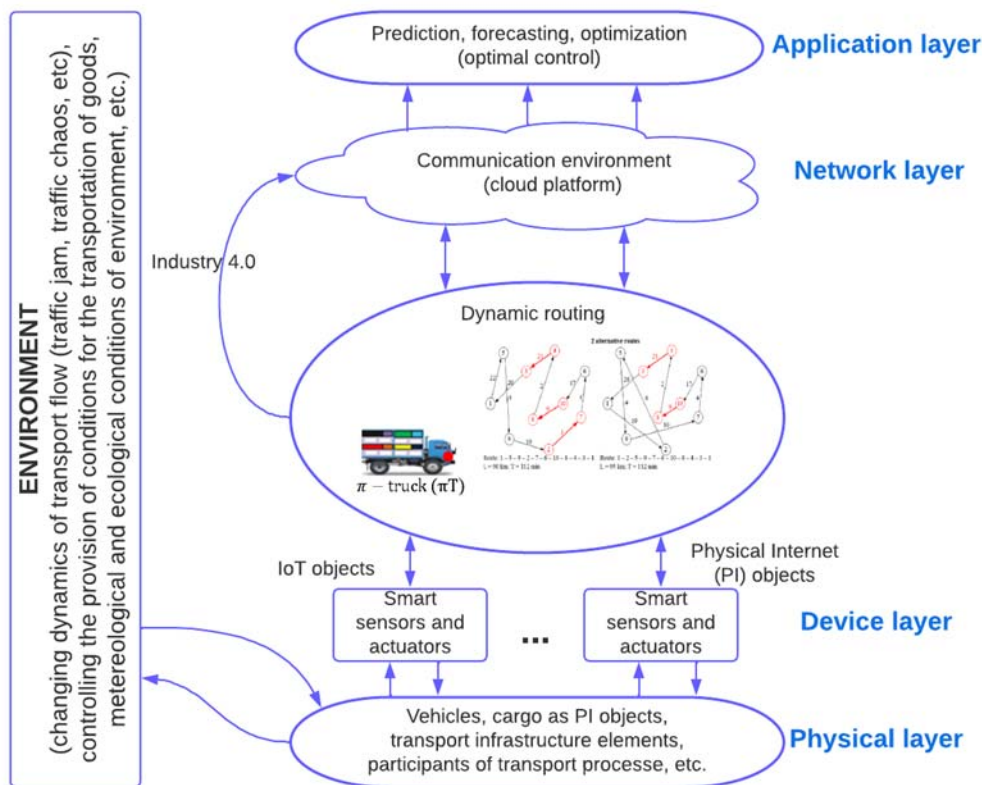 Prediction, forecasting, optimization
(optimal control)
Application layer
Communication environment
(cloud platform)
Network layer
Industry 4.0
Dynamic routing
2 alternative routes
π − truck (πT)
IoT objects
Physical Internet
(PI) objects
Smart
sensors and
actuators
...
Smart
sensors and
actuators
Device layer
Vehicles, cargo as PI objects,
transport infrastructure elements,
participants of transport processe, etc.
Physical layer
ENVIRONMENT
(changing dynamics of transport flow (traffic jam, traffic chaos, etc),
controlling the provision of conditions for the transportation of goods,
metereological and ecological conditions of environment, etc.)